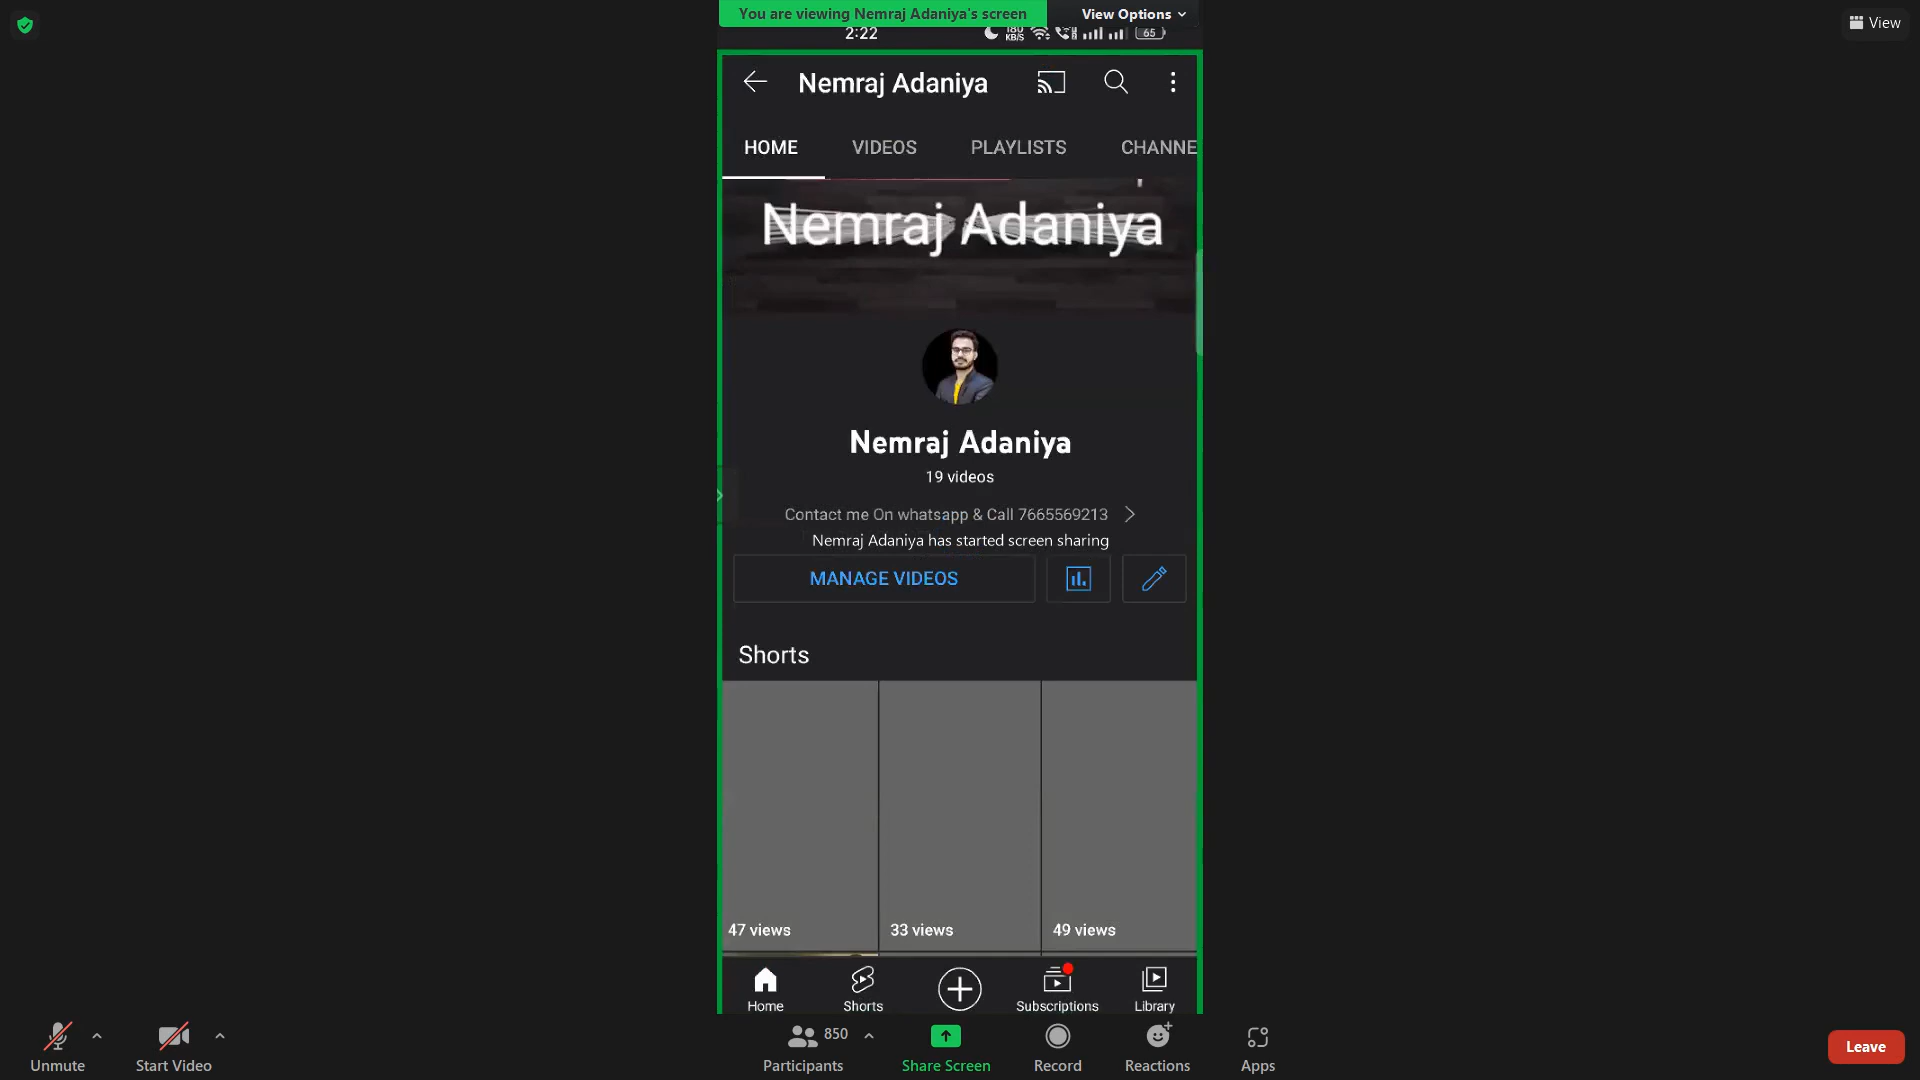 You are viewing Nemraj Adaniya's screen
View Options
View
2:22
180
KB/S
65
Nemraj Adaniya
HOME
VIDEOS
PLAYLISTS
CHANNE
Nemraj Adaniya
Nemraj Adaniya
19 videos
Contact me On whatsapp & Call 7665569213
Nemraj Adaniya has started screen sharing
MANAGE VIDEOS
Shorts
47 views
33 views
49 views
Home
Shorts
Subscriptions
Library
Unmute
Start Video
850
Participants
Share Screen
Record
Reactions
Apps
Leave